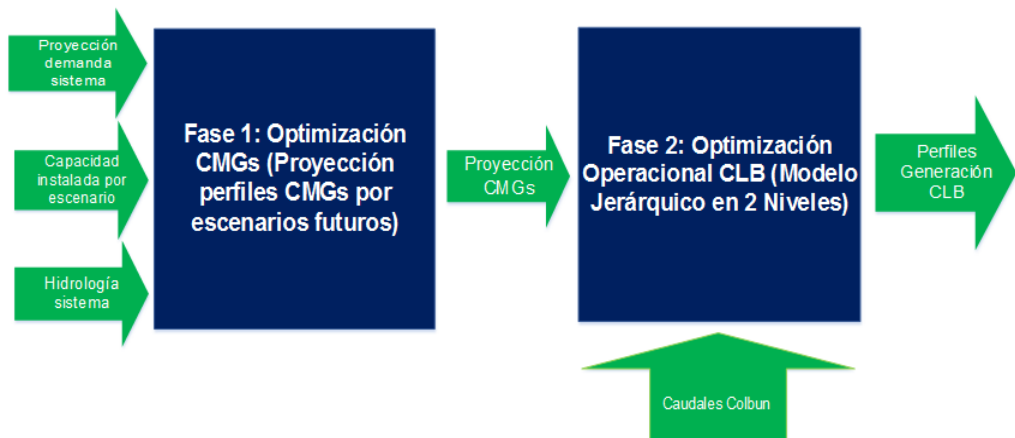 Proyección
demanda
sistema
Capacidad
instalada por
escenario
Hidrología
sistema
Fase 1: Optimización
CMGs (Proyección
perfiles CMGs por
escenarios futuros)
Proyección
CMGs
Fase 2: Optimización
Operacional CLB (Modelo
Jerárquico en 2 Niveles)
Perfiles
Generación
CLB
Caudales Colbun